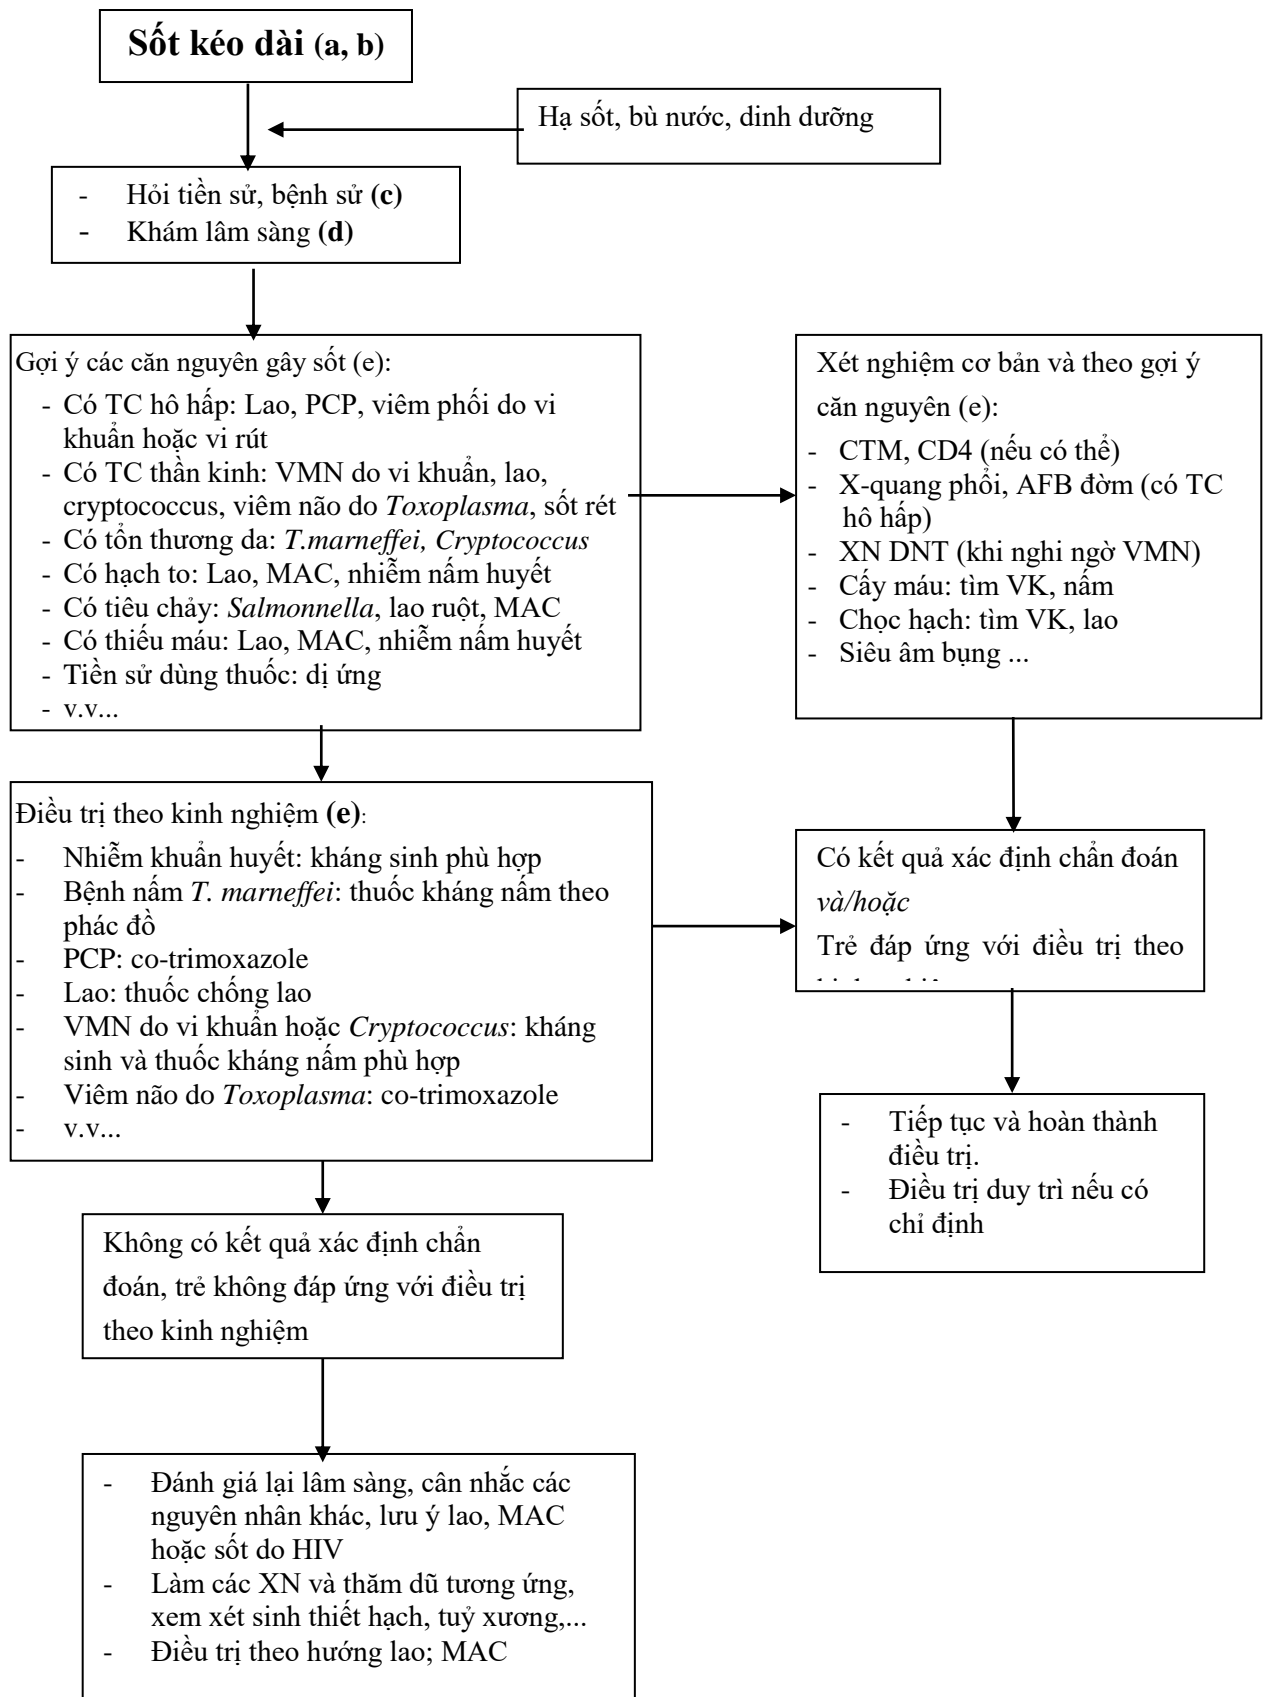 Sốt kéo dài (a, b)
Hạ sốt, bù nước, dinh dưỡng
- Hỏi tiền sử, bệnh sử (c)
- Khám lâm sàng (d)
Gợi ý các căn nguyên gây sốt (e):
- Có TC hô hấp: Lao, PCP, viêm phối do vi
khuẩn hoặc vi rút
- Có TC thần kinh: VMN do vi khuẩn, lao,
cryptococcus, viêm não do Toxoplasma, sốt rét
- Có tổn thương da: T.marneffei, Cryptococcus
- Có hạch to: Lao, MAC, nhiễm nấm huyết
- Có tiêu chảy: Salmonnella, lao ruột, MAC
- Có thiếu máu: Lao, MAC, nhiễm nấm huyết
- Tiền sử dùng thuốc: dị ứng
- v.v...
Xét nghiệm cơ bản và theo gợi ý
căn nguyên (e):
- CTM, CD4 (nếu có thể)
- X-quang phổi, AFB đờm (có TC
hô hấp)
- XN DNT (khi nghi ngờ VMN)
- Cấy máu: tìm VK, nấm
- Chọc hạch: tìm VK, lao
- Siêu âm bụng ...
Điều trị theo kinh nghiệm (e):
- Nhiễm khuẩn huyết: kháng sinh phù hợp
- Bệnh nấm T. marneffei: thuốc kháng nấm theo
phác đồ
- PCP: co-trimoxazole
- Lao: thuốc chống lao
- VMN do vi khuẩn hoặc Cryptococcus: kháng
sinh và thuốc kháng nấm phù hợp
- Viêm não do Toxoplasma: co-trimoxazole
- v.v...
Có kết quả xác định chẩn đoán
và/hoặc
Trẻ đáp ứng với điều trị theo
- Tiếp tục và hoàn thành
điều trị.
- Điều trị duy trì nếu có
chỉ định
Không có kết quả xác định chẩn
đoán, trẻ không đáp ứng với điều trị
theo kinh nghiệm
- Đánh giá lại lâm sàng, cân nhắc các
nguyên nhân khác, lưu ý lao, MAC
hoặc sốt do HIV
- Làm các XN và thăm dũ tương ứng,
xem xét sinh thiết hạch, tuỷ xương,...
- Điều trị theo hướng lao; MAC